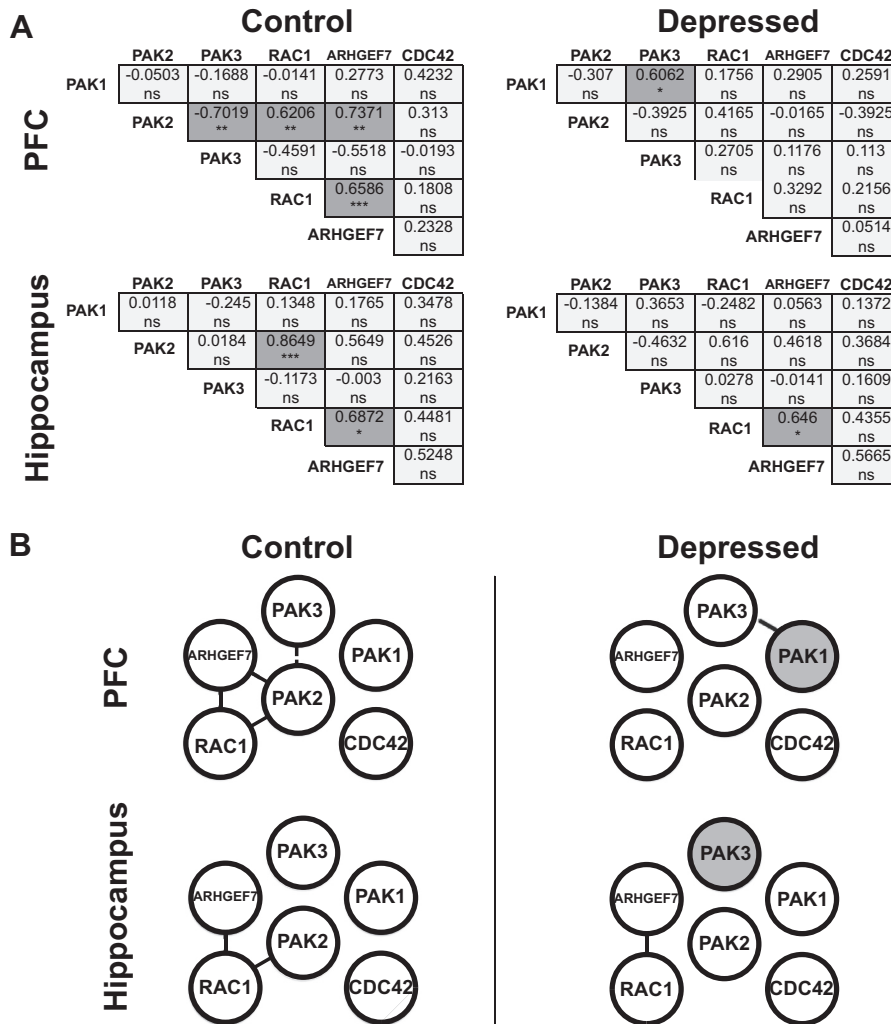 A
Control
Depressed
PFC
PAK2 PAK3 RAC1 ARHGEF7 CDC42
PAK1 -0.0503 -0.1688 -0.0141 0.2773 0.4232
ns ns ns ns ns
PAK2 -0.7019 0.6206 0.7371 0.313
** ** ** ns
PAK3 -0.4591 -0.5518 -0.0193
ns ns ns
RAC1 0.6586 0.1808
*** ns
ARHGEF7 0.2328
ns
PAK2 PAK3 RAC1 ARHGEF7 CDC42
PAK1 -0.307 0.6062 0.1756 0.2905 0.2591
ns * ns ns ns
PAK2 -0.3925 0.4165 -0.0165 -0.3925
ns ns ns ns
PAK3 0.2705 0.1176 0.113
ns ns ns
RAC1 0.3292 0.2156
ns ns
ARHGEF7 0.0514
ns
Hippocampus
PAK2 PAK3 RAC1 ARHGEF7 CDC42
PAK1 0.0118 -0.245 0.1348 0.1765 0.3478
ns ns ns ns ns
PAK2 0.0184 0.8649 0.5649 0.4526
ns *** ns ns
PAK3 -0.1173 -0.003 0.2163
ns ns ns
RAC1 0.6872 0.4481
* ns
ARHGEF7 0.5248
ns
PAK2 PAK3 RAC1 ARHGEF7 CDC42
PAK1 -0.1384 0.3653 -0.2482 0.0563 0.1372
ns ns ns ns ns
PAK2 -0.4632 0.616 0.4618 0.3684
ns ns ns ns
PAK3 0.0278 -0.0141 0.1609
ns ns ns
RAC1 0.646 0.4355
* ns
ARHGEF7 0.5665
ns
B
Control
Depressed
PFC
PAK3
ARHGEF7
PAK1
PAK2
RAC1
CDC42
PAK3
ARHGEF7
PAK1
PAK2
RAC1
CDC42
Hippocampus
PAK3
ARHGEF7
PAK1
PAK2
RAC1
CDC42
PAK3
ARHGEF7
PAK1
PAK2
RAC1
CDC42